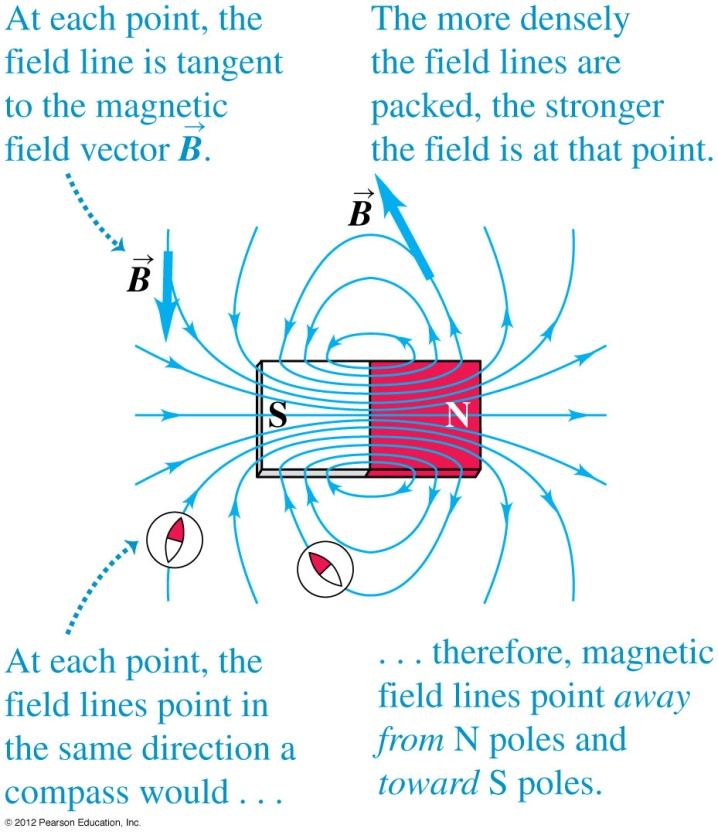 At each point, the
field line is tangent
to the magnetic
field vector B⃗.
The more densely
the field lines are
packed, the stronger
the field is at that point.
B⃗
B⃗
S
N
At each point, the
field lines point in
the same direction a
compass would . . .
. . . therefore, magnetic
field lines point away
from N poles and
toward S poles.
© 2012 Pearson Education, Inc.